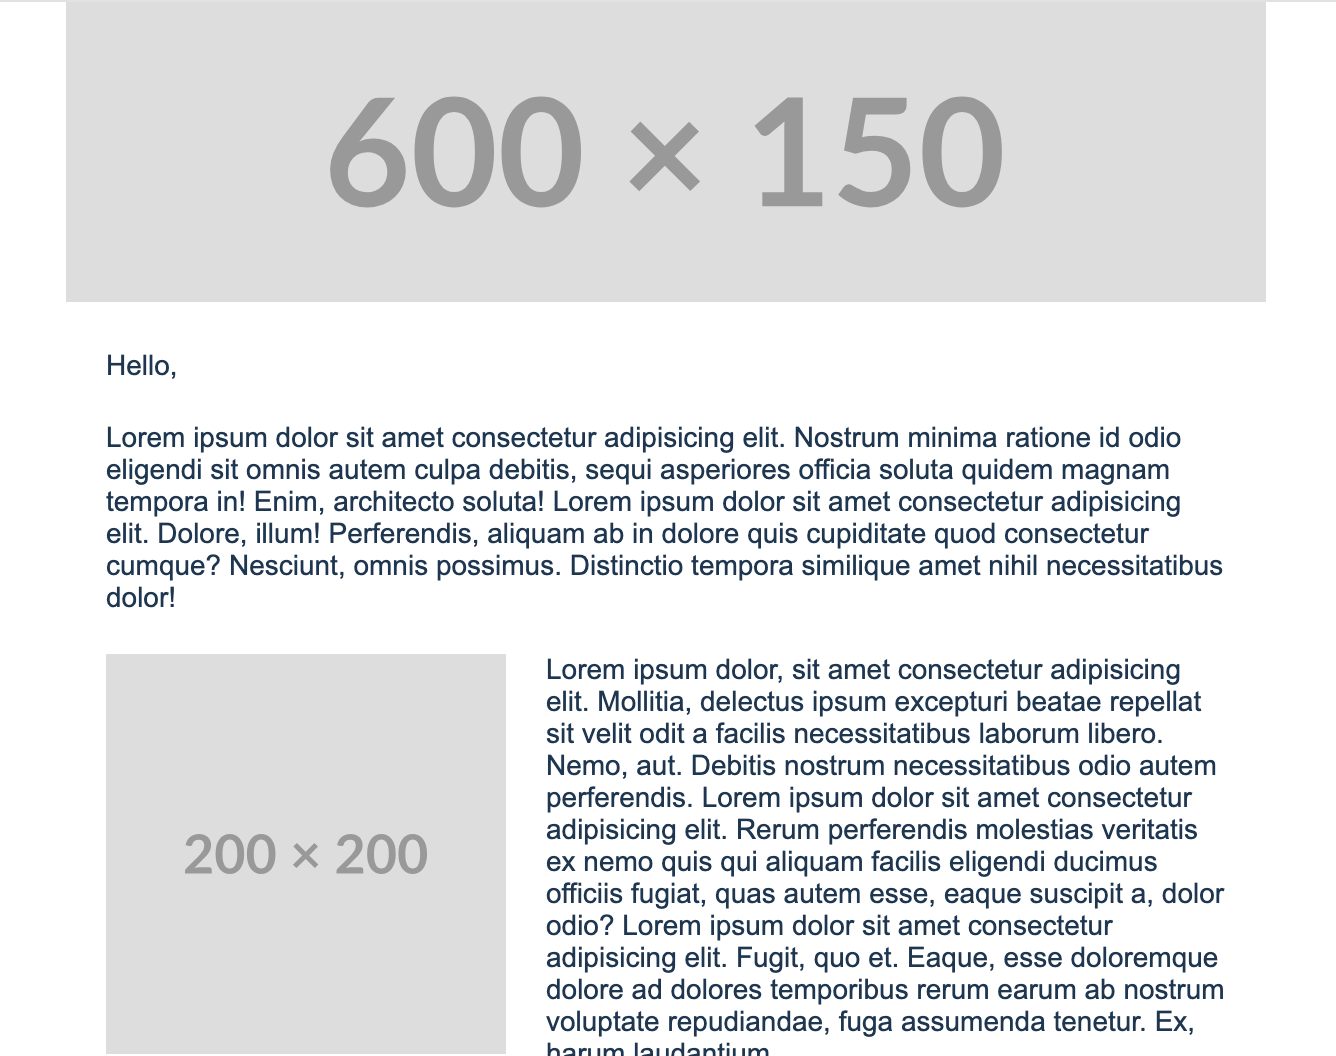 600 × 150
Hello,
Lorem ipsum dolor sit amet consectetur adipisicing elit. Nostrum minima ratione id odio
eligendi sit omnis autem culpa debitis, sequi asperiores officia soluta quidem magnam
tempora in! Enim, architecto soluta! Lorem ipsum dolor sit amet consectetur adipisicing
elit. Dolore, illum! Perferendis, aliquam ab in dolore quis cupiditate quod consectetur
cumque? Nesciunt, omnis possimus. Distinctio tempora similique amet nihil necessitatibus
dolor!
200 × 200
Lorem ipsum dolor, sit amet consectetur adipisicing
elit. Mollitia, delectus ipsum excepturi beatae repellat
sit velit odit a facilis necessitatibus laborum libero.
Nemo, aut. Debitis nostrum necessitatibus odio autem
perferendis. Lorem ipsum dolor sit amet consectetur
adipisicing elit. Rerum perferendis molestias veritatis
ex nemo quis qui aliquam facilis eligendi ducimus
officiis fugiat, quas autem esse, eaque suscipit a, dolor
odio? Lorem ipsum dolor sit amet consectetur
adipisicing elit. Fugit, quo et. Eaque, esse doloremque
dolore ad dolores temporibus rerum earum ab nostrum
voluptate repudiandae, fuga assumenda tenetur. Ex,
harum laudantium